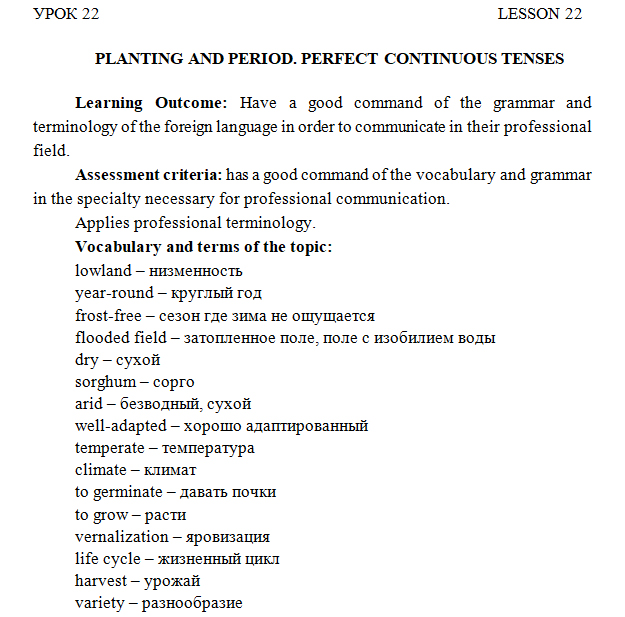 УРОК 22 LESSON 22
PLANTING AND PERIOD. PERFECT CONTINUOUS TENSES
Learning Outcome: Have a good command of the grammar and
terminology of the foreign language in order to communicate in their professional
field.
Assessment criteria: has a good command of the vocabulary and grammar
in the specialty necessary for professional communication.
Applies professional terminology.
Vocabulary and terms of the topic:
lowland – низменность
year-round – круглый год
frost-free – сезон где зима не ощущается
flooded field – затопленное поле, поле с изобилием воды
dry – сухой
sorghum – сорго
arid – безводный, сухой
well-adapted – хорошо адаптированный
temperate – температура
climate – климат
to germinate – давать почки
to grow – расти
vernalization – яровизация
life cycle – жизненный цикл
harvest – урожай
variety – разнообразие